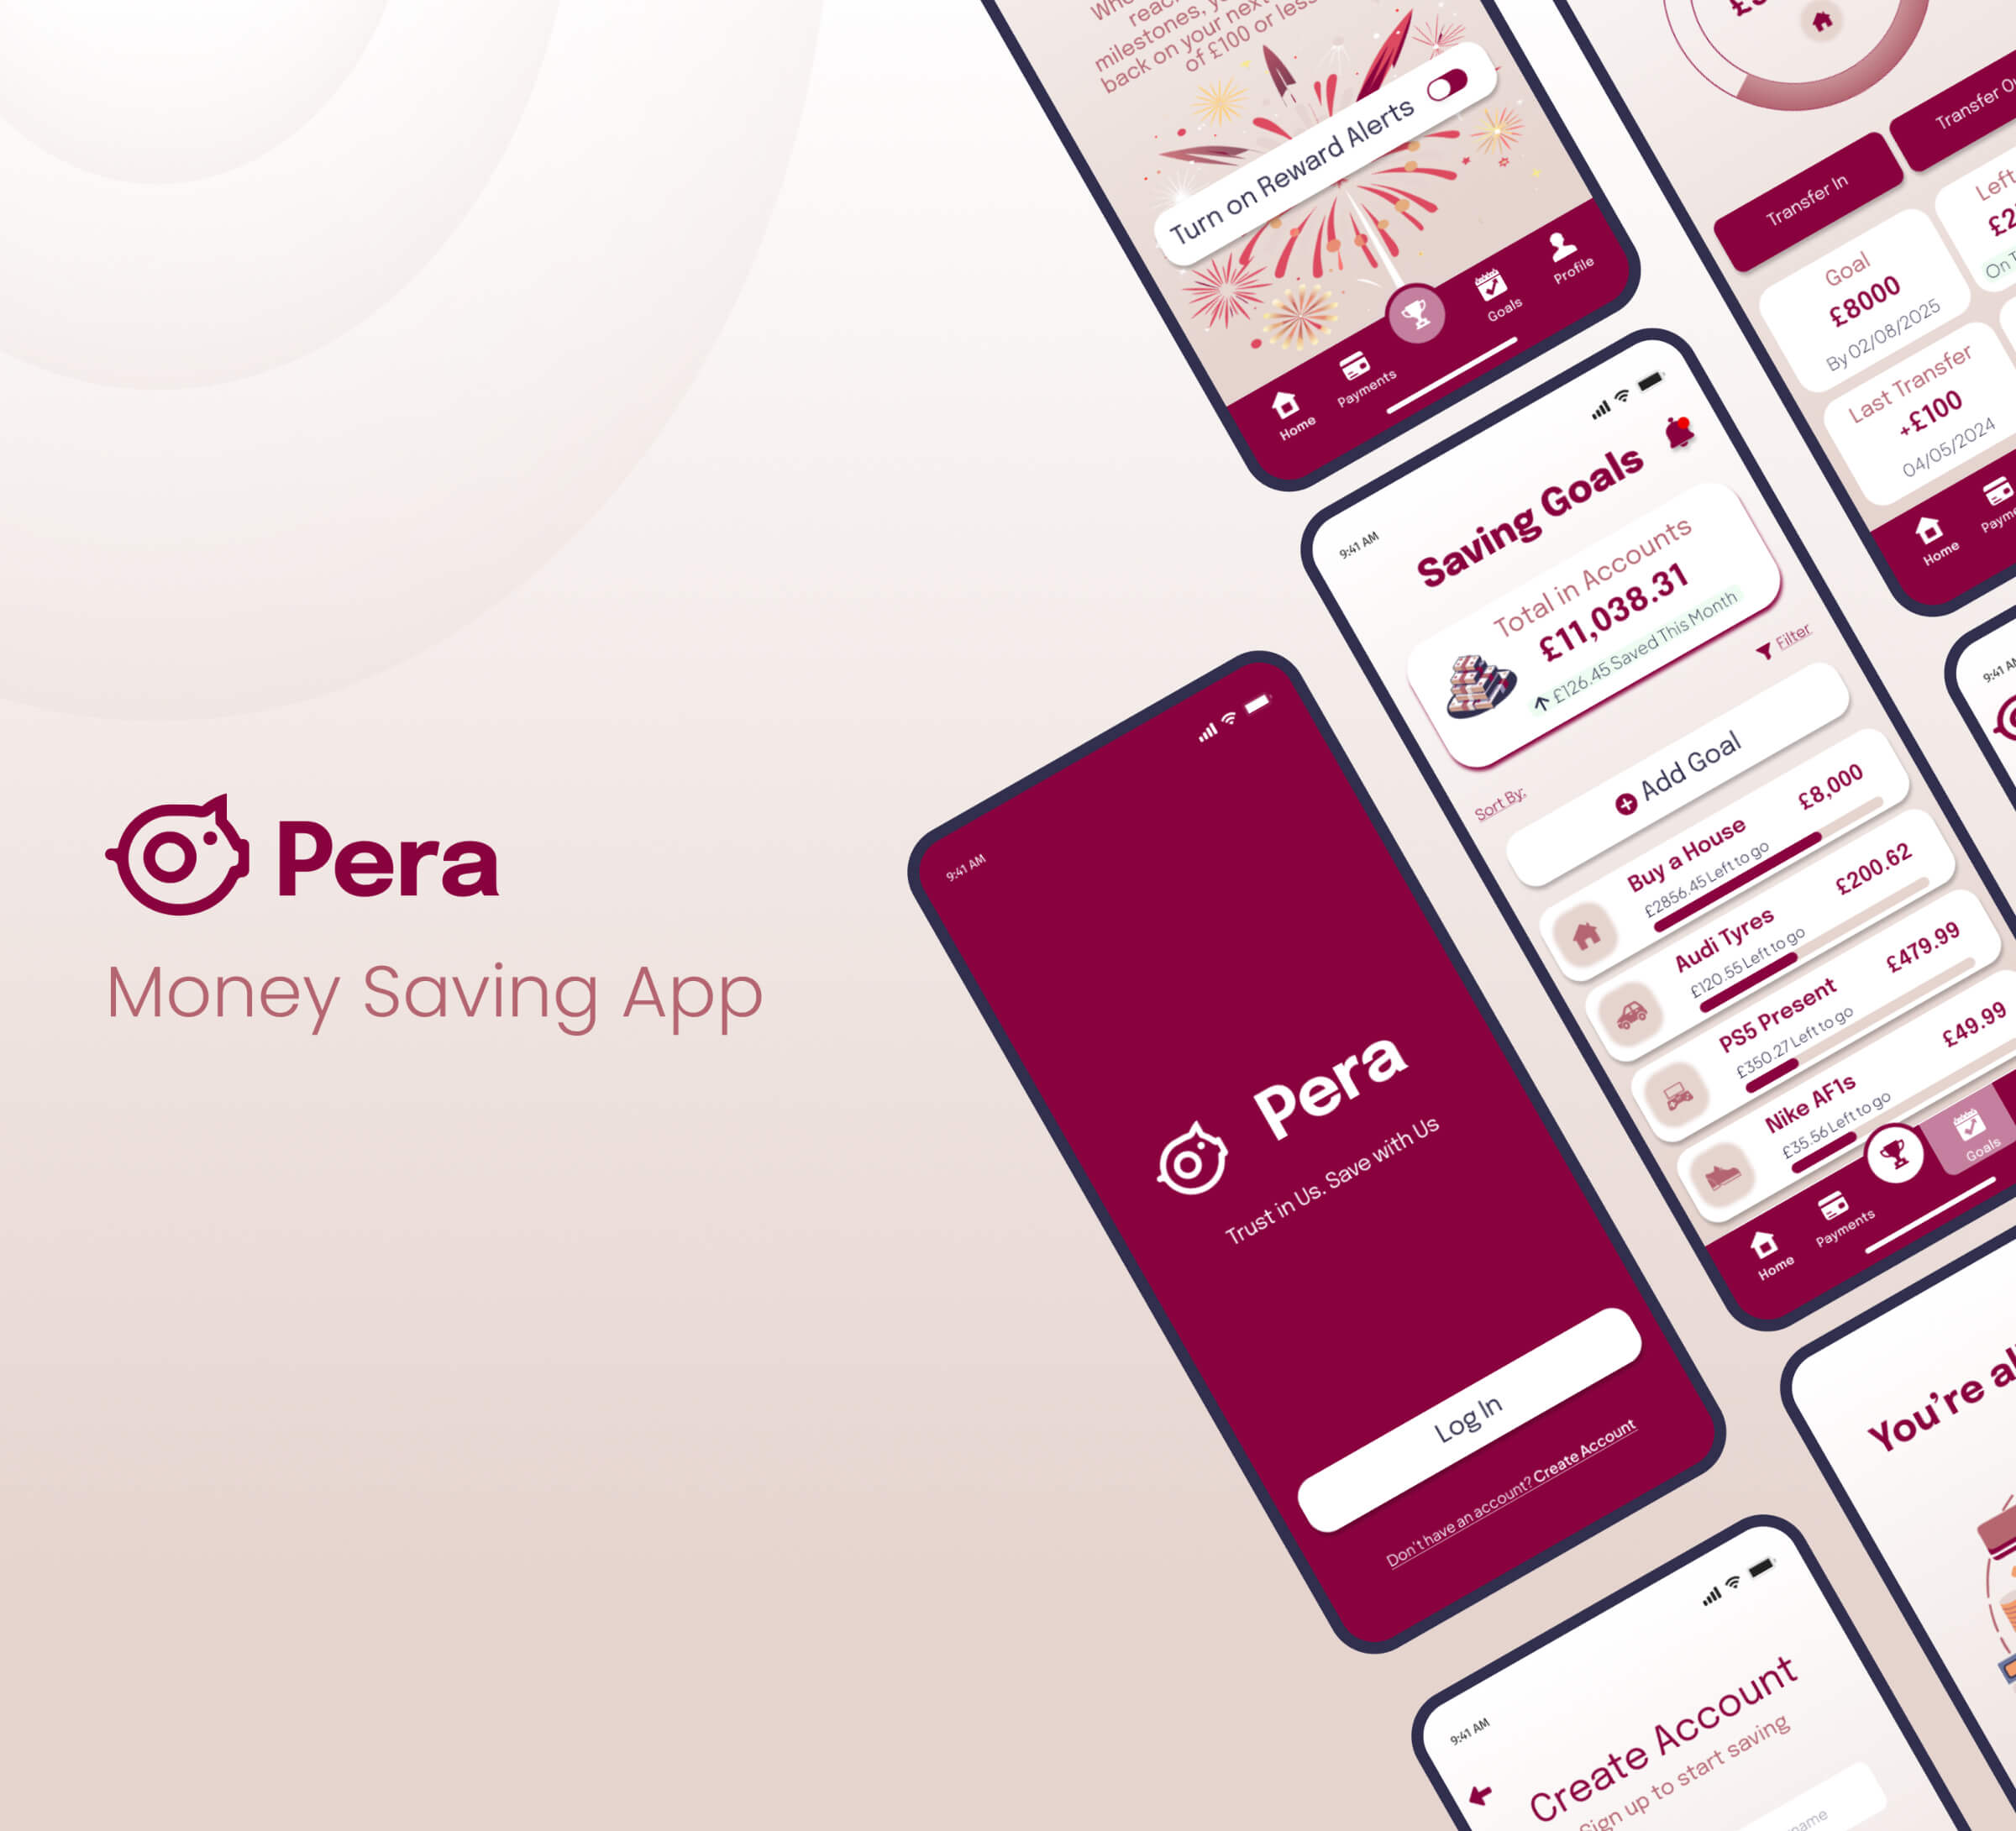 Pera
Money Saving App
milestones,
back on your next
of £100 or less
Turn on Reward Alerts
Home
Payments
Goals
Profile
Transfer In
Transfer
Goal
£8000
By 02/08/2025
Left
Last Transfer
+£100
04/05/2024
Home
9:41 AM
Saving Goals
Total in Accounts
£11,038.31
£126.45 Saved This Month
Filter
Sort By:
Add Goal
Buy a House
£8,000
£2856.45 Left to go
Audi Tyres
£200.62
£120.55 Left to go
PS5 Present
£479.99
£350.27 Left to go
Nike AF1s
£49.99
£35.56 Left to go
Home
Payments
Goals
9:41 AM
Pera
Trust in Us. Save with Us
Log In
Don't have an account? Create Account
9:41
You're
9:41 AM
Create Account
Sign up to start saving